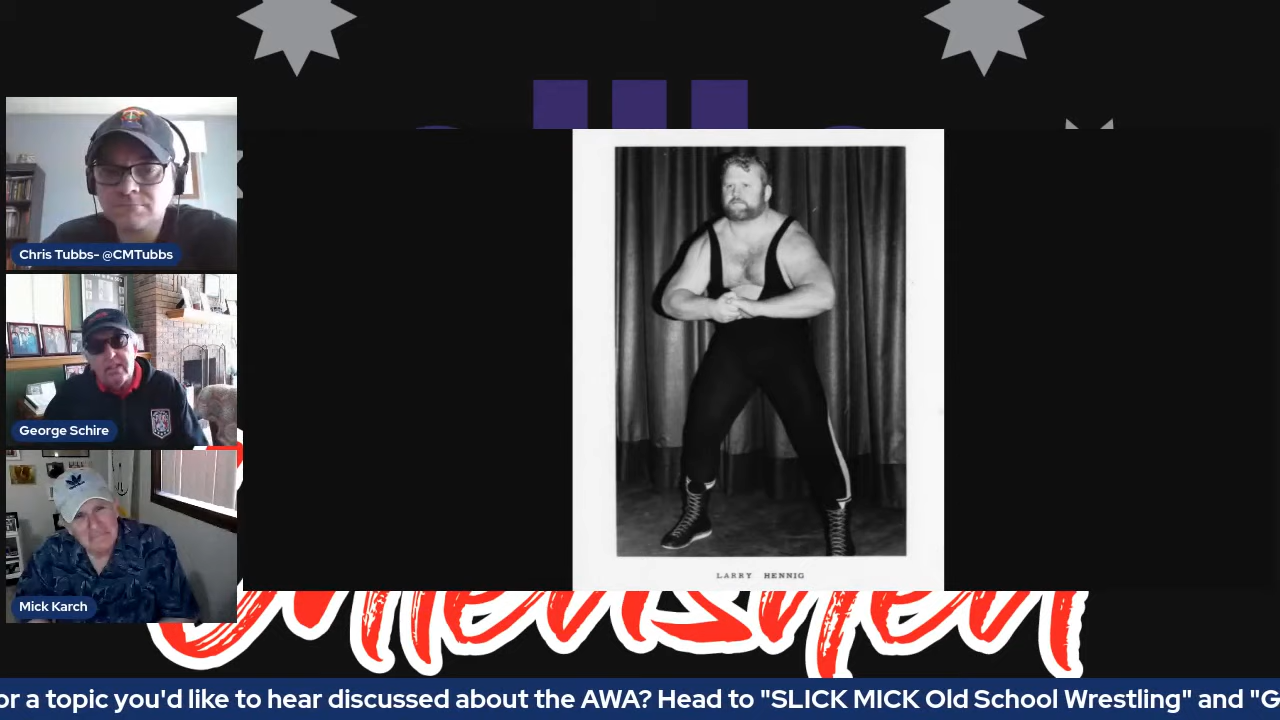 Chris Tubbs- @CMTubbs
George Schire
Mick Karch
LARRY HENNIG
or a topic you'd like to hear discussed about the AWA? Head to "SLICK MICK Old School Wrestling" and "G